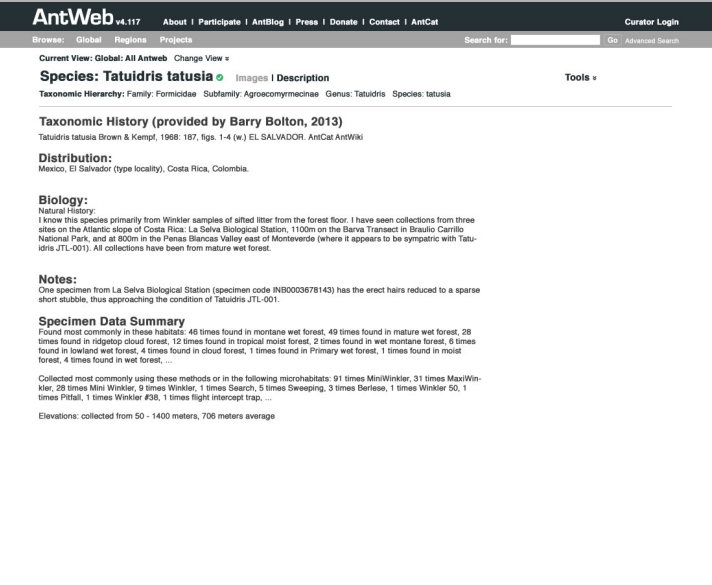 AntWeb v4.117 About | Participate | AntBlog | Press | Donate | Contact | AntCat Curator Login
Browse: Global Regions Projects Search for: Go Advanced Search
Current View: Global: All Antweb Change View »
Species: Tatuidris tatusia Images | Description Tools »
Taxonomic Hierarchy: Family: Formicidae Subfamily: Agroecomyrmecinae Genus: Tatuidris Species: tatusia
Taxonomic History (provided by Barry Bolton, 2013)
Tatuidris tatusia Brown & Kempf, 1968: 187, figs. 1-4 (w.) EL SALVADOR. AntCat AntWiki
Distribution:
Mexico, El Salvador (type locality), Costa Rica, Colombia.
Biology:
Natural History:
I know this species primarily from Winkler samples of sifted litter from the forest floor. I have seen collections from three
sites on the Atlantic slope of Costa Rica: La Selva Biological Station, 1100m on the Barva Transect in Braulio Carrillo
National Park, and at 800m in the Penas Blancas Valley east of Monteverde (where it appears to be sympatric with Tatu-
idris JTL-001). All collections have been from mature wet forest.
Notes:
One specimen from La Selva Biological Station (specimen code INB0003678143) has the erect hairs reduced to a sparse
short stubble, thus approaching the condition of Tatuidris JTL-001.
Specimen Data Summary
Found most commonly in these habitats: 46 times found in montane wet forest, 49 times found in mature wet forest, 28
times found in ridgetop cloud forest, 12 times found in tropical moist forest, 2 times found in wet montane forest, 6 times
found in lowland wet forest, 4 times found in cloud forest, 1 times found in Primary wet forest, 1 times found in moist
forest, 4 times found in wet forest, ...
Collected most commonly using these methods or in the following microhabitats: 91 times MiniWinkler, 31 times MaxiWin-
kler, 28 times Mini Winkler, 9 times Winkler, 1 times Search, 5 times Sweeping, 3 times Berlese, 1 times Winkler 50, 1
times Pitfall, 1 times Winkler #38, 1 times flight intercept trap, ...
Elevations: collected from 50 - 1400 meters, 706 meters average